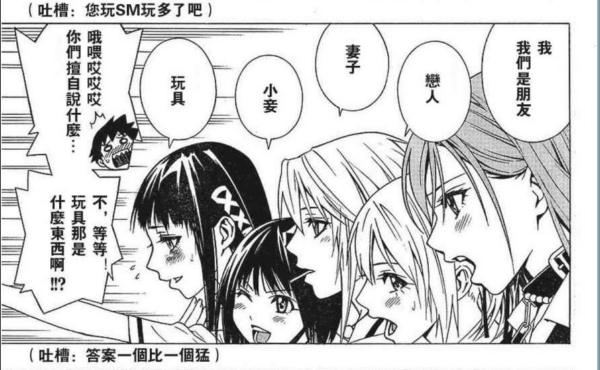 （吐槽：您玩SM玩多了吧）
我
我們是朋友
戀人
妻子
小妾
玩具
哦喂哎哎哎
你們擅自說什麼…
不，等等！
玩具那是
什麼東西啊!!?
（吐槽：答案一個比一個猛）